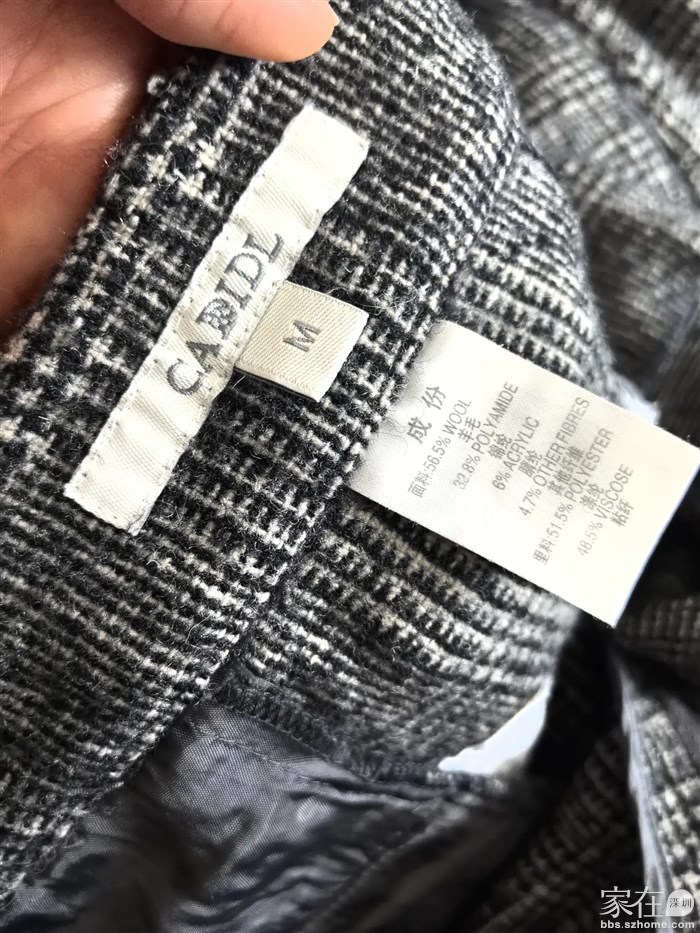 CABIDL
M
成份
面料:56.5% WOOL
羊毛
32.8% POLYAMIDE
锦纶
6% ACRYLIC
腈纶
4.7% OTHER FIBRES
其他纤维
里料:51.5% POLYESTER
涤纶
48.5% VISCOSE
粘纤
家在
深圳
bbs.szhome.com